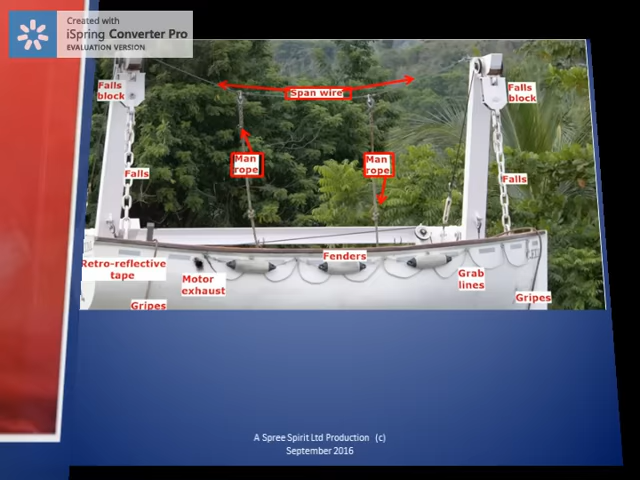 Created with
iSpring Converter Pro
EVALUATION VERSION
Falls
block
Span wire
Falls
block
Man
rope
Man
rope
Falls
Falls
Retro-reflective
tape
Motor
exhaust
Fenders
Grab
lines
Gripes
Gripes
A Spree Spirit Ltd Production (c)
September 2016